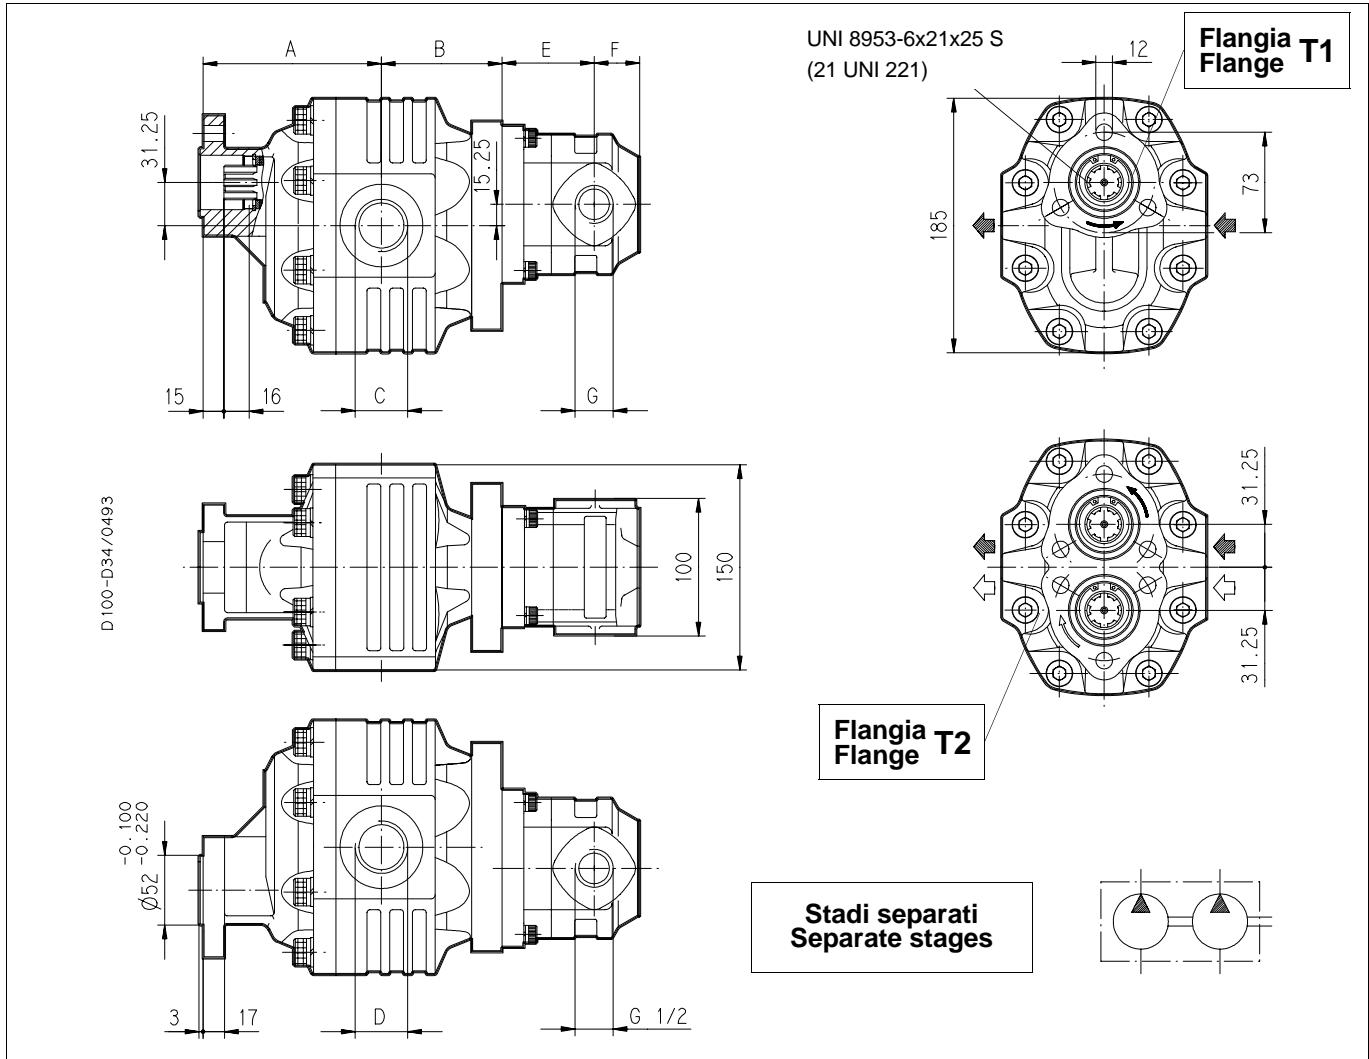 A
B
E
F
UNI 8953-6x21x25 S
(21 UNI 221)
12
Flangia
Flange T1
31.25
15.25
185
73
15
16
C
G
D100-D34/0493
100
150
31.25
31.25
Flangia
Flange T2
Ø52 -0.100
-0.220
Stadi separati
Separate stages
3
17
D
G 1/2